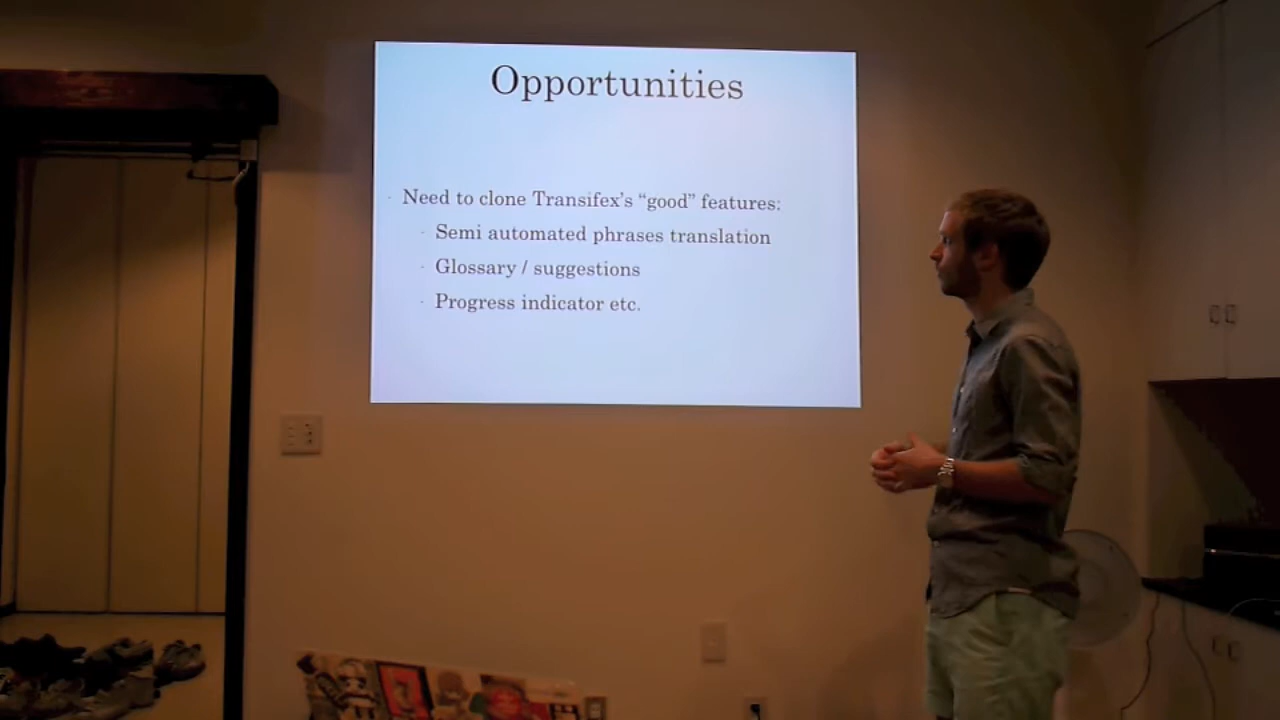 Opportunities
Need to clone Transifex's “good” features:
Semi automated phrases translation
Glossary / suggestions
Progress indicator etc.